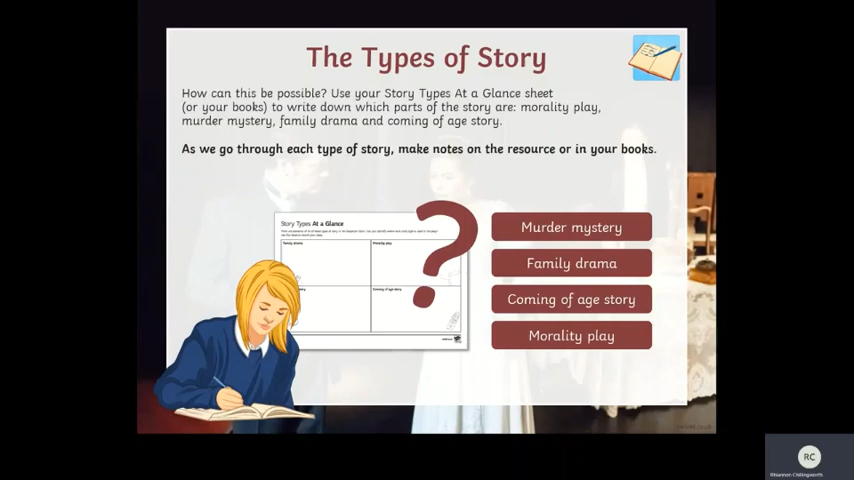 The Types of Story
How can this be possible? Use your Story Types At a Glance sheet
(or your books) to write down which parts of the story are: morality play,
murder mystery, family drama and coming of age story.
As we go through each type of story, make notes on the resource or in your books.
Story Types At a Glance
Family drama
Morality play
Coming of age story
?
Murder mystery
Family drama
Coming of age story
Morality play
RC
Rhiannon Chillingworth